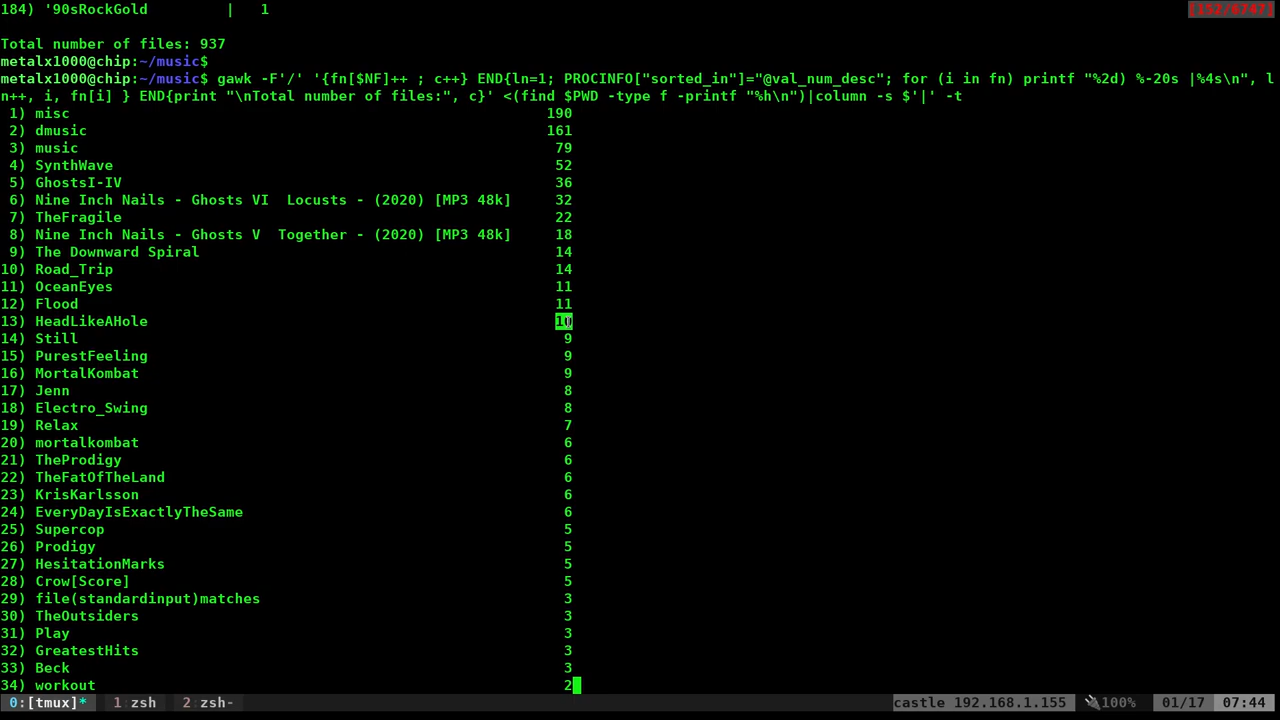 184) '90sRockGold          |   1 [152/6747]
Total number of files: 937
metalx1000@chip:~/music$
metalx1000@chip:~/music$ gawk -F'/' '{fn[$NF]++ ; c++} END{ln=1; PROCINFO["sorted_in"]="@val_num_desc"; for (i in fn) printf "%2d) %-20s |%4s\n", l
n++, i, fn[i] } END{print "\nTotal number of files:", c}' <(find $PWD -type f -printf "%h\n")|column -s $'|' -t
 1) misc 190
 2) dmusic 161
 3) music 79
 4) SynthWave 52
 5) GhostsI-IV 36
 6) Nine Inch Nails - Ghosts VI  Locusts - (2020) [MP3 48k] 32
 7) TheFragile 22
 8) Nine Inch Nails - Ghosts V  Together - (2020) [MP3 48k] 18
 9) The Downward Spiral 14
10) Road_Trip 14
11) OceanEyes 11
12) Flood 11
13) HeadLikeAHole 10
14) Still 9
15) PurestFeeling 9
16) MortalKombat 9
17) Jenn 8
18) Electro_Swing 8
19) Relax 7
20) mortalkombat 6
21) TheProdigy 6
22) TheFatOfTheLand 6
23) KrisKarlsson 6
24) EveryDayIsExactlyTheSame 6
25) Supercop 5
26) Prodigy 5
27) HesitationMarks 5
28) Crow[Score] 5
29) file(standardinput)matches 3
30) TheOutsiders 3
31) Play 3
32) GreatestHits 3
33) Beck 3
34) workout 2
0:[tmux]* 1 zsh 2 zsh- castle 192.168.1.155 🔌100% 01/17 07:44